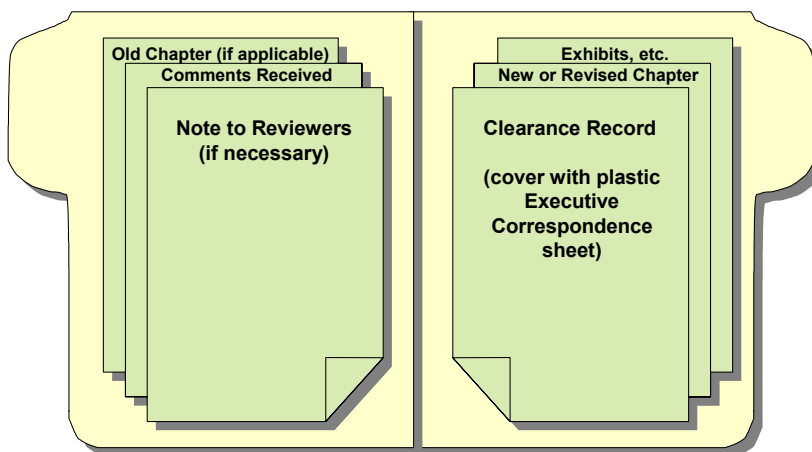 Old Chapter (if applicable)
Comments Received
Note to Reviewers
(if necessary)
Exhibits, etc.
New or Revised Chapter
Clearance Record
(cover with plastic
Executive
Correspondence
sheet)